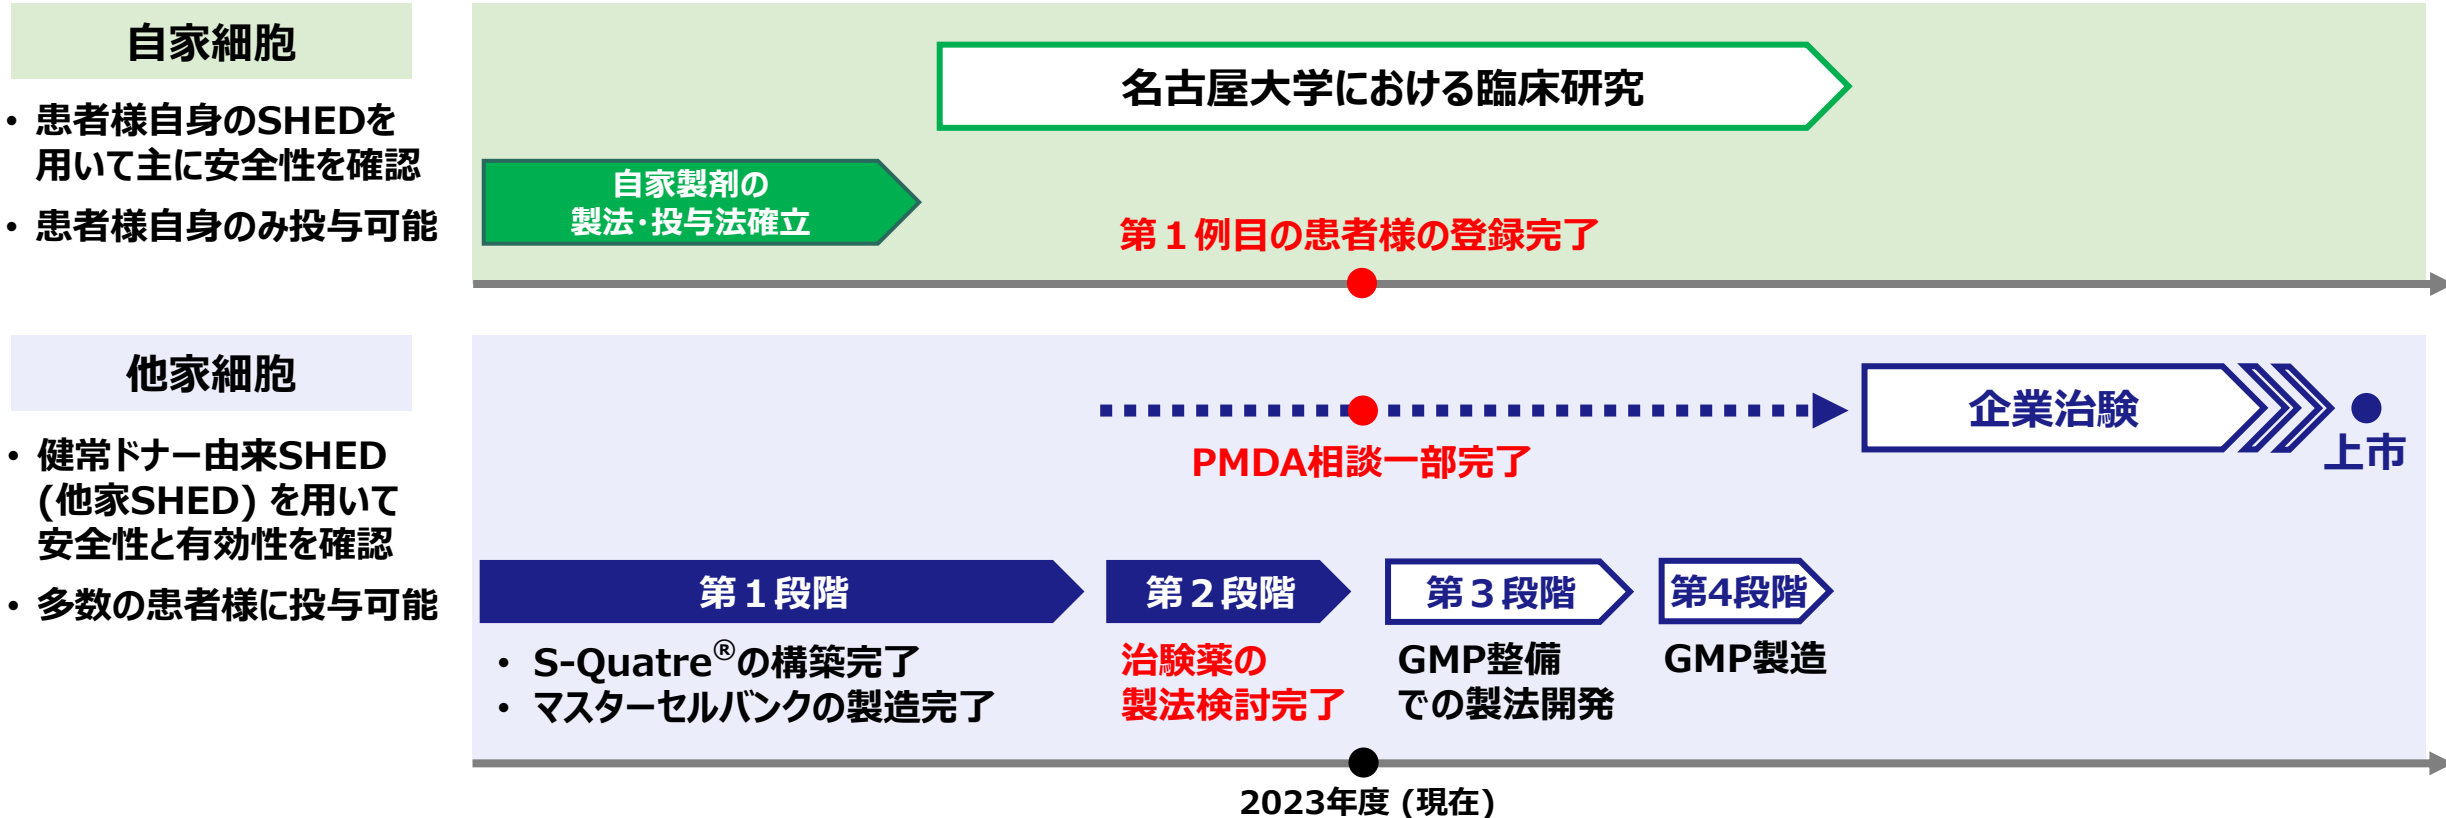 自家細胞
• 患者様自身のSHEDを
用いて主に安全性を確認
• 患者様自身のみ投与可能
名古屋大学における臨床研究
自家製剤の
製法・投与法確立
第１例目の患者様の登録完了
他家細胞
• 健常ドナー由来SHED
(他家SHED) を用いて
安全性と有効性を確認
• 多数の患者様に投与可能
企業治験
上市
PMDA相談一部完了
第１段階
• S-Quatre®の構築完了
• マスターセルバンクの製造完了
第２段階
治験薬の
製法検討完了
第３段階
GMP整備
での製法開発
第4段階
GMP製造
2023年度 (現在)